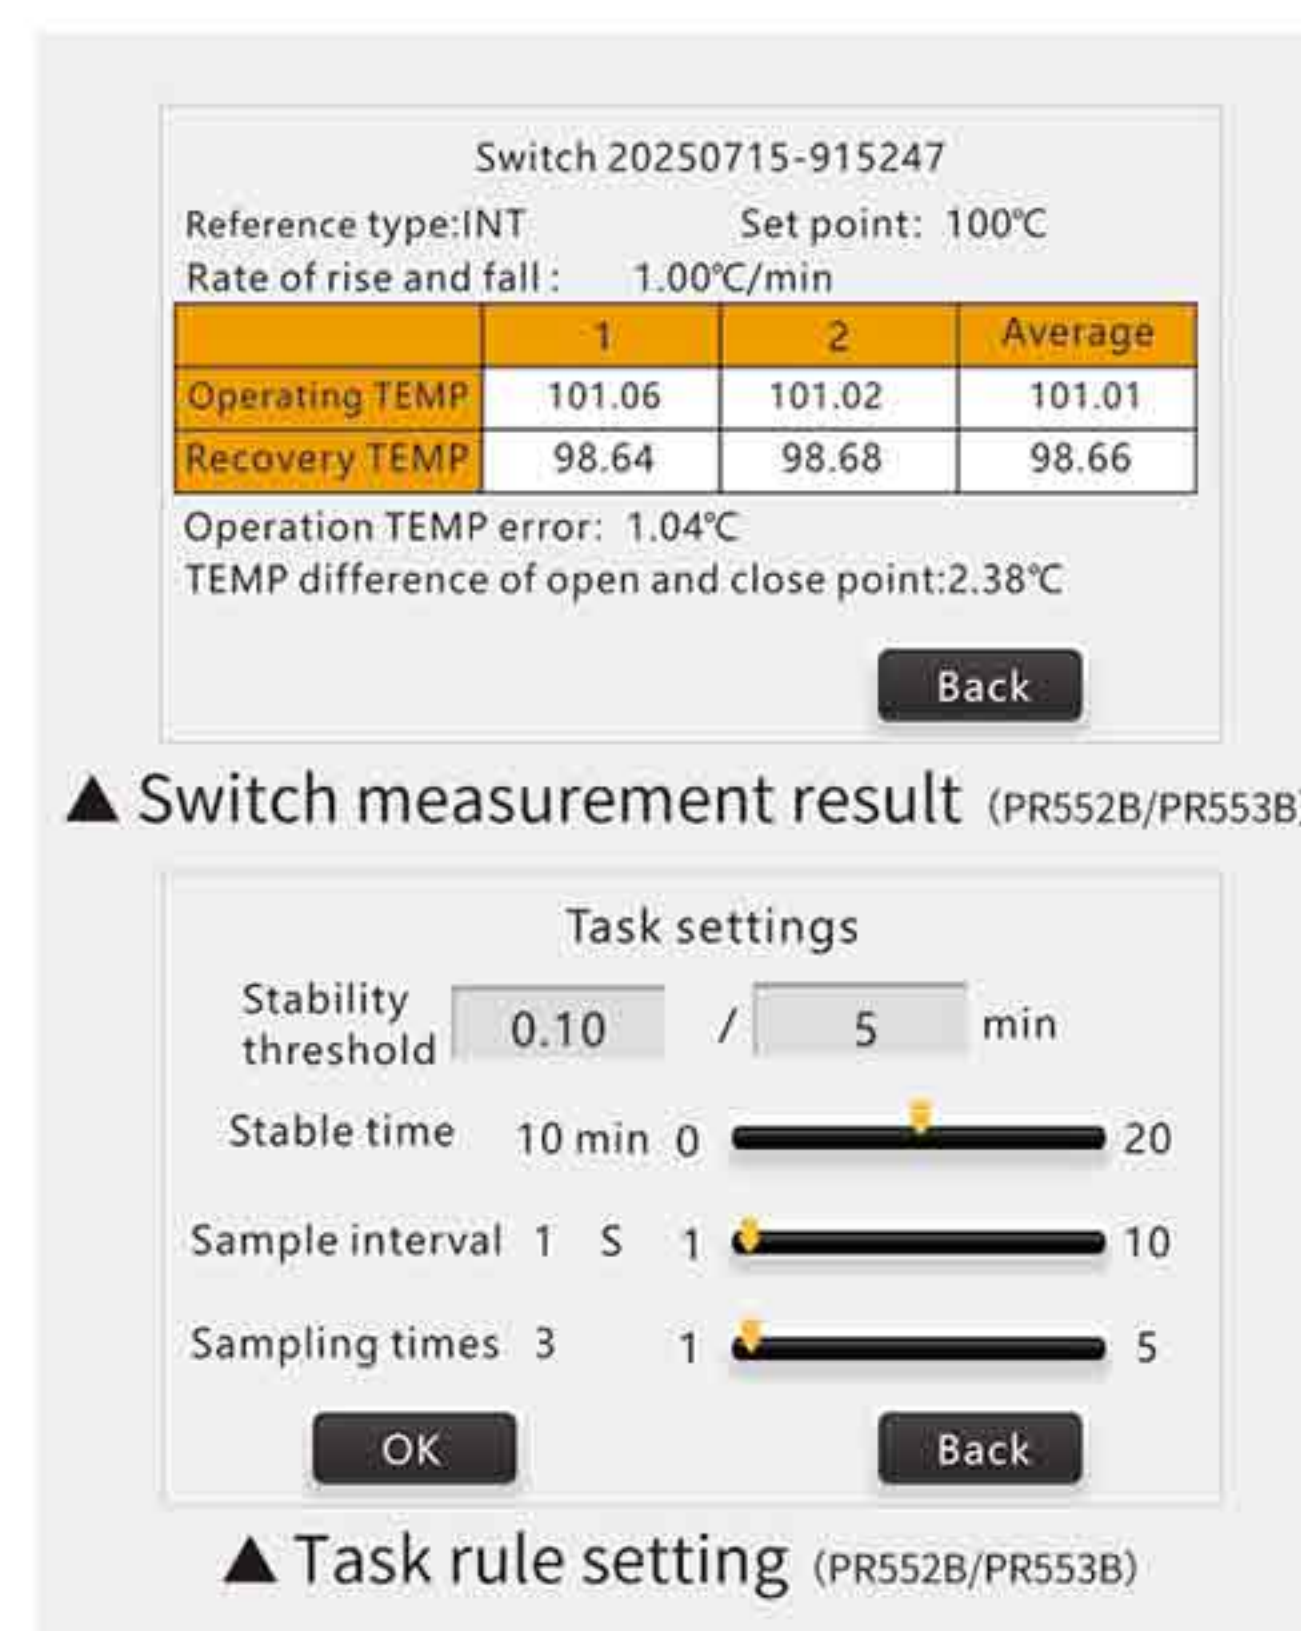 Switch 20250715-915247
Reference type:INT Set point: 100℃
Rate of rise and fall : 1.00℃/min
1 2 Average
Operating TEMP 101.06 101.02 101.01
Recovery TEMP 98.64 98.68 98.66
Operation TEMP error: 1.04℃
TEMP difference of open and close point:2.38℃
Back
▲ Switch measurement result (PR552B/PR553B)
Task settings
Stability
threshold 0.10 / 5 min
Stable time 10 min 0 20
Sample interval 1 S 1 10
Sampling times 3 1 5
OK Back
▲ Task rule setting (PR552B/PR553B)